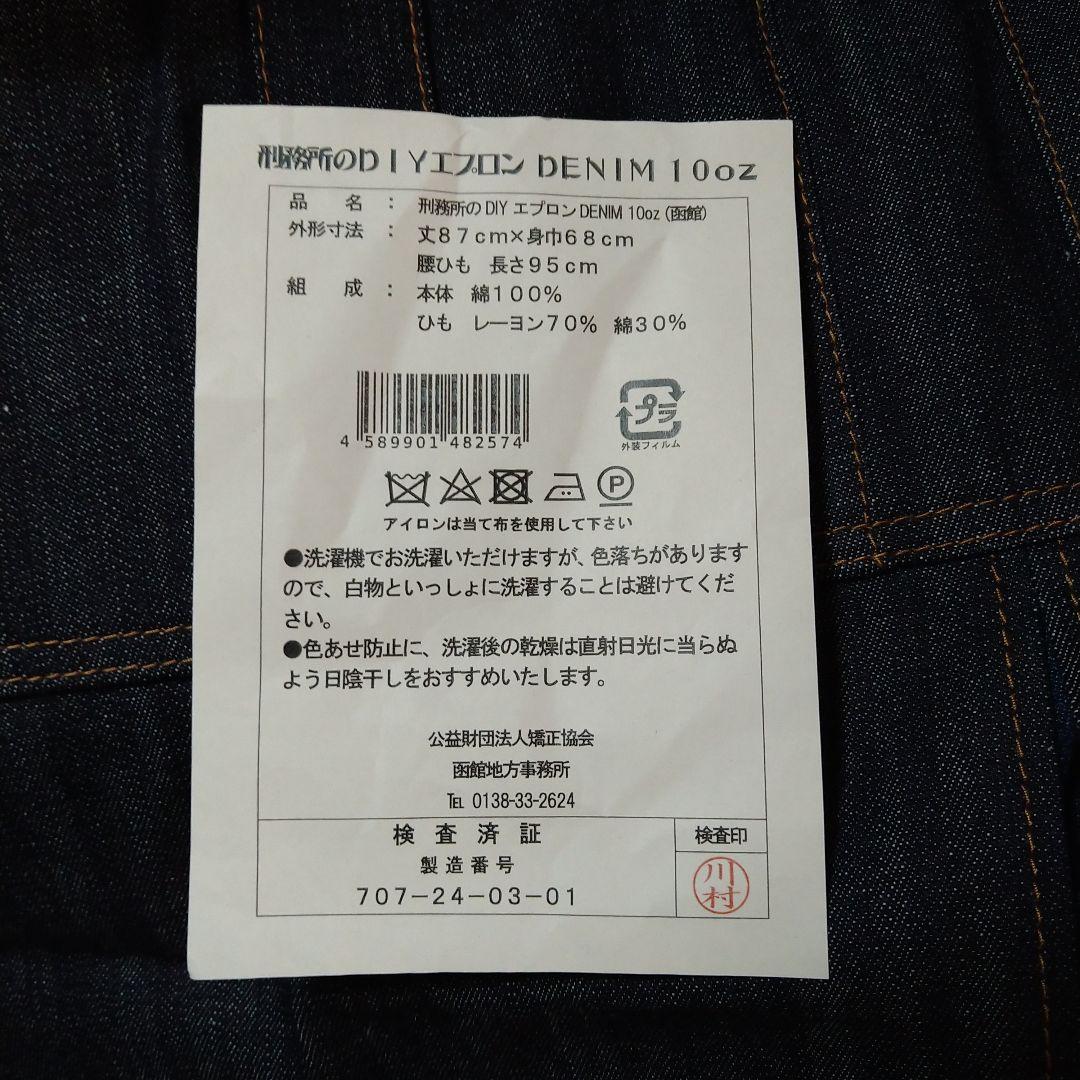 刑務所のDIYエプロン DENIM 10oz
品名：刑務所の DIY エプロン DENIM 10oz (函館)
外形寸法：丈87cm×身巾68cm
腰ひも 長さ95cm
組成：本体 綿100%
ひも レーヨン70% 綿30%
4 589901 482574
プラ
外装フィルム
P
アイロンは当て布を使用して下さい
●洗濯機でお洗濯いただけますが、色落ちがあります
ので、白物といっしょに洗濯することは避けてくだ
さい。
●色あせ防止に、洗濯後の乾燥は直射日光に当らぬ
よう日陰干しをおすすめいたします。
公益財団法人矯正協会
函館地方事務所
℡ 0138-33-2624
検査済証
検査印
製造番号
707-24-03-01
川村